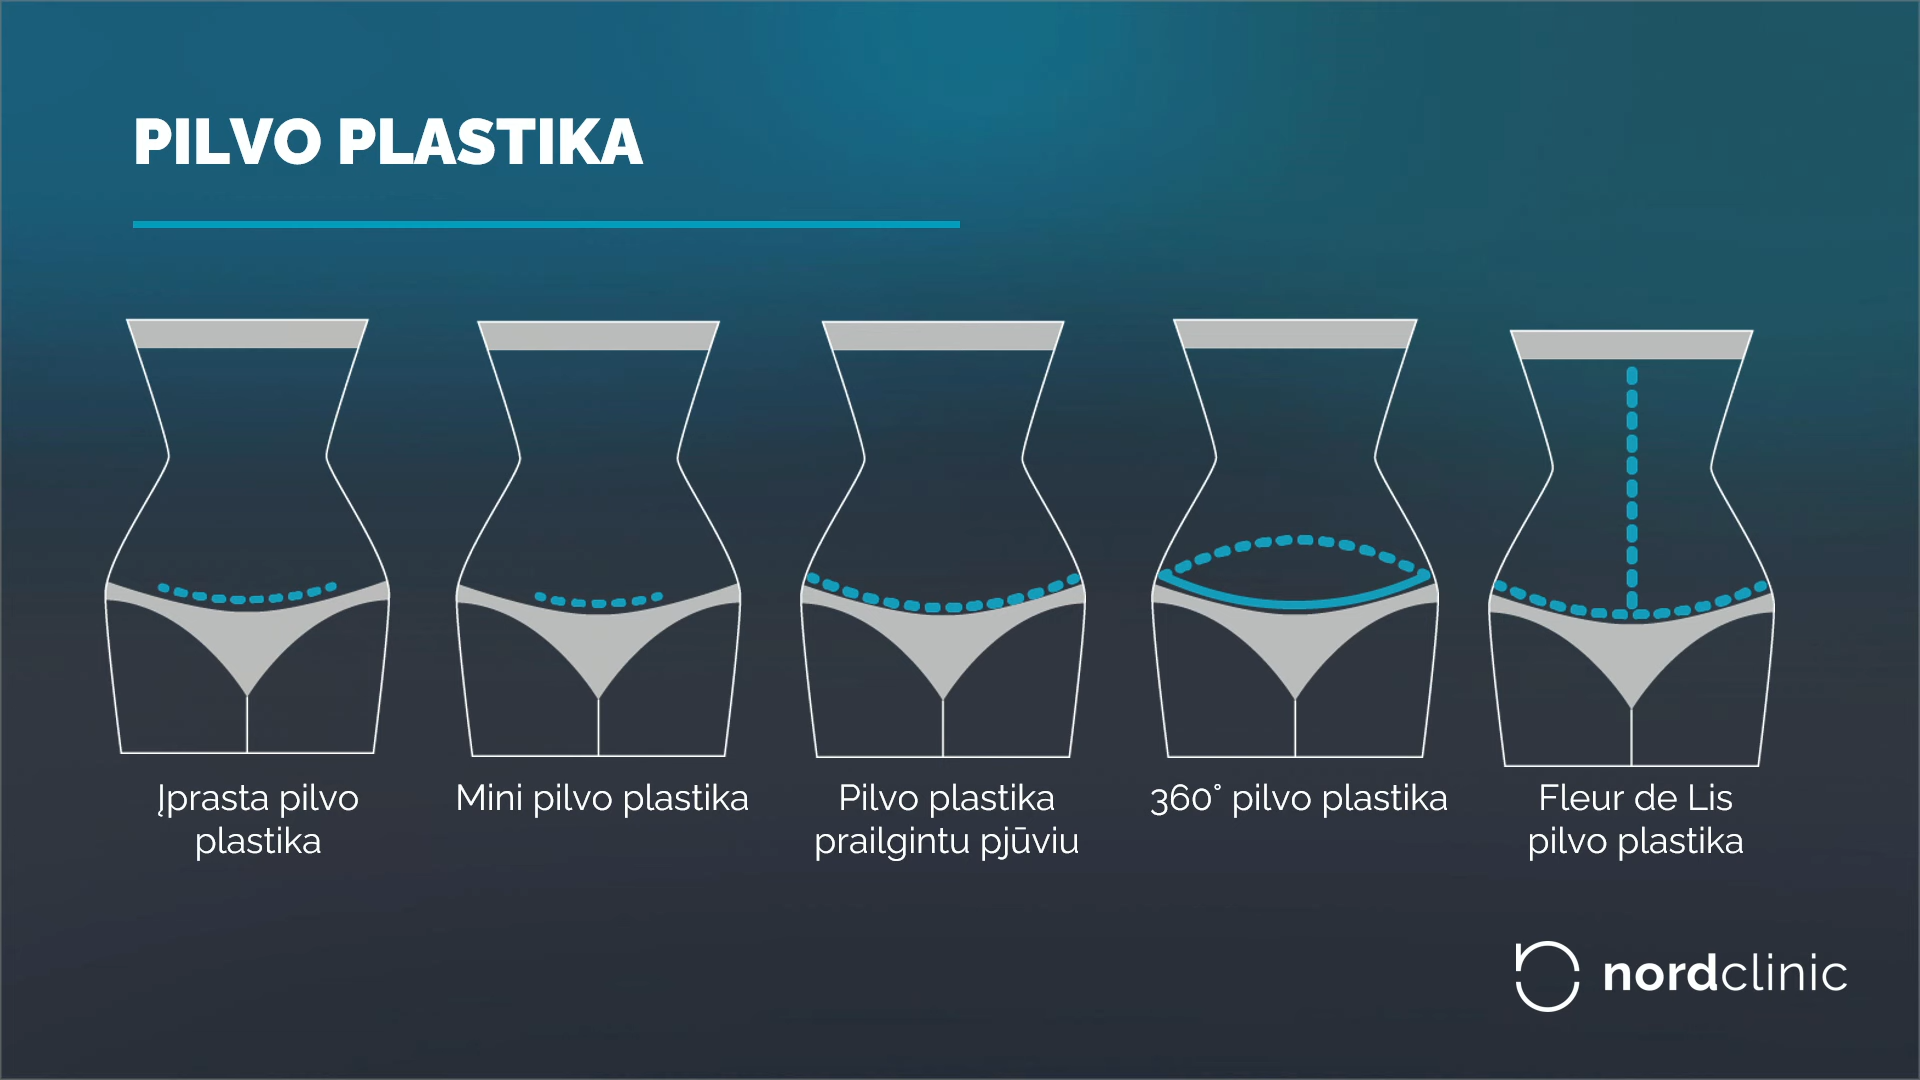 PILVO PLASTIKA
Įprasta pilvo
plastika
Mini pilvo plastika
Pilvo plastika
prailgintu pjūviu
360° pilvo plastika
Fleur de Lis
pilvo plastika
nordclinic